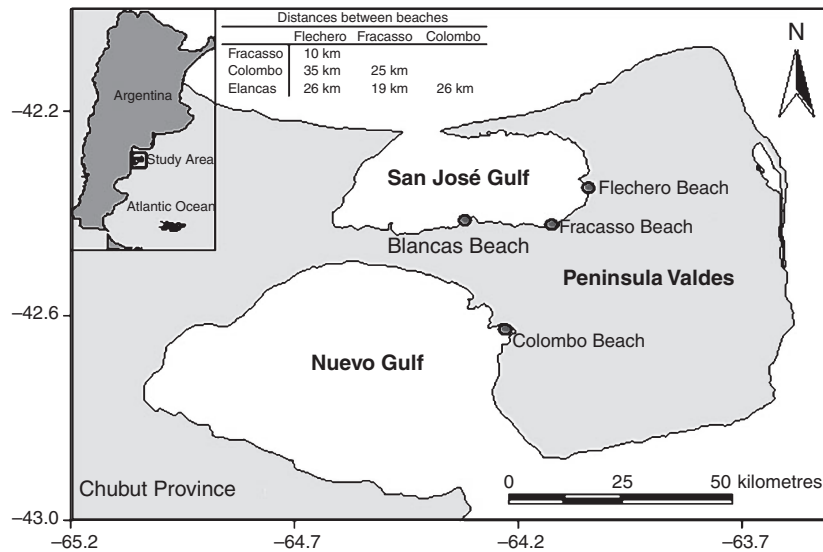 Distances between beaches
Flechero Fracasso Colombo
Fracasso 10 km
Colombo 35 km 25 km
Elancas 26 km 19 km 26 km
N
Argentina
Study Area
Atlantic Ocean
San José Gulf
Flechero Beach
Fracasso Beach
Blancas Beach
Peninsula Valdes
Colombo Beach
Nuevo Gulf
Chubut Province
0 25 50 kilometres
−42.2
−42.6
−43.0
−65.2 −64.7 −64.2 −63.7